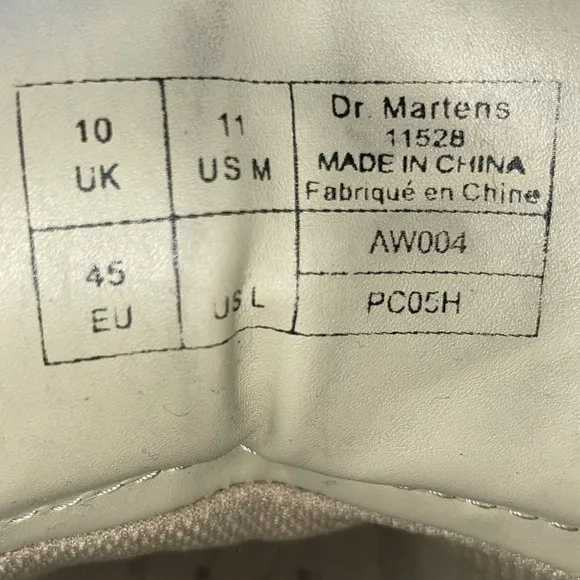 10
UK
11
US M
Dr. Martens
11528
MADE IN CHINA
Fabriqué en Chine
45
EU
US L
AW004
PC05H